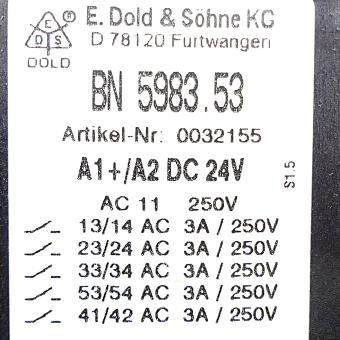 E. Dold & Söhne KG
D 78120 Furtwangen
E
D S
DOLD
BN 5983.53
Artikel-Nr: 0032155
A1+/A2 DC 24V
AC 11 250V
13/14 AC 3A / 250V
23/24 AC 3A / 250V
33/34 AC 3A / 250V
53/54 AC 3A / 250V
41/42 AC 3A / 250V
S1.5